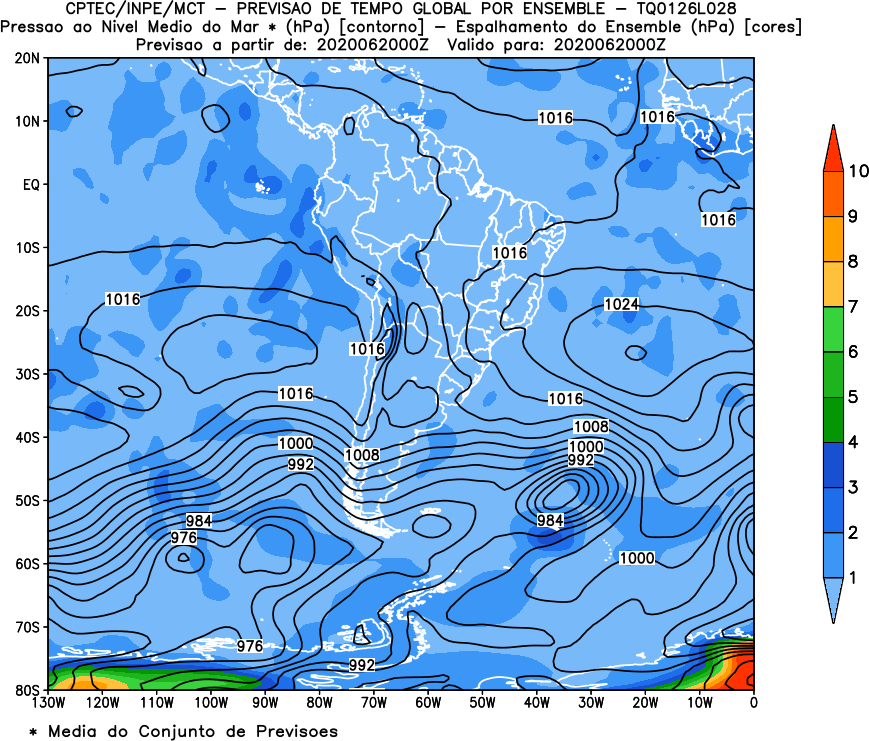 CPTEC/INPE/MCT – PREVISAO DE TEMPO GLOBAL POR ENSEMBLE – TQ0126L028
Pressao ao Nivel Medio do Mar * (hPa) [contorno] – Espalhamento do Ensemble (hPa) [cores]
Previsao a partir de: 2020062000Z Valido para: 2020062000Z
20N
10N
EQ
10S
20S
30S
40S
50S
60S
70S
80S
1016 1016
1016
1016
1016 1024
1016
1016 1016
1008
1000 1000
1008
992 992
984 984
976
1000
976
992
10
9
8
7
6
5
4
3
2
1
130W 120W 110W 100W 90W 80W 70W 60W 50W 40W 30W 20W 10W 0
* Media do Conjunto de Previsoes